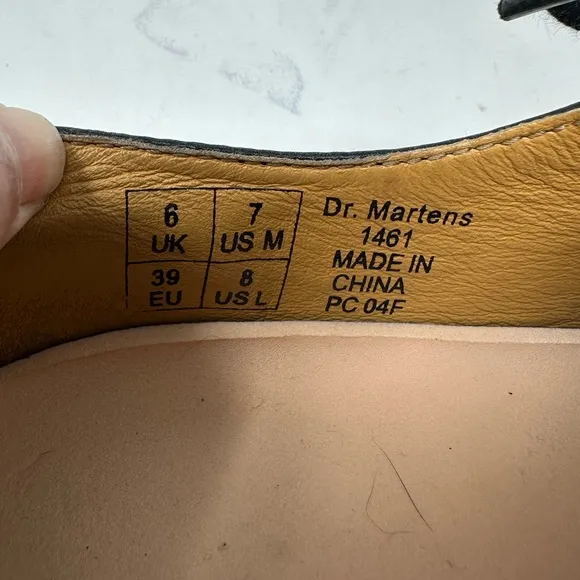 6 7
UK US M
39 8
EU US L
Dr. Martens
1461
MADE IN
CHINA
PC 04F